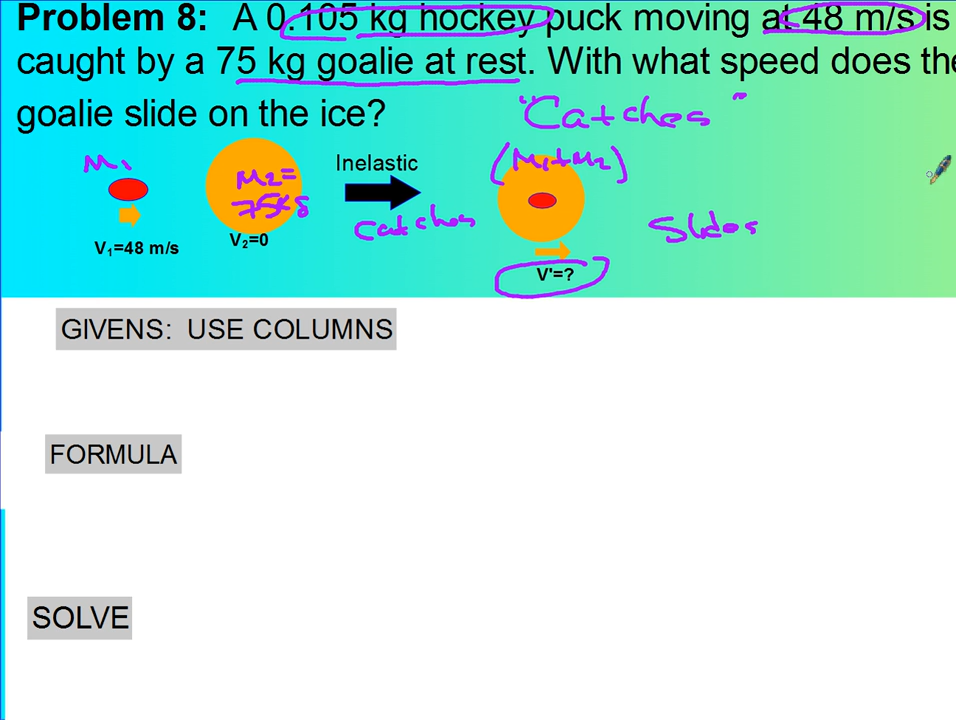 Problem 8: A 0.105 kg hockey puck moving at 48 m/s is
caught by a 75 kg goalie at rest. With what speed does the
goalie slide on the ice?
"Catches"
M1
M2=
75kg
Inelastic
catches
(M1+M2)
Slides
V1=48 m/s
V2=0
V'=?
GIVENS: USE COLUMNS
FORMULA
SOLVE